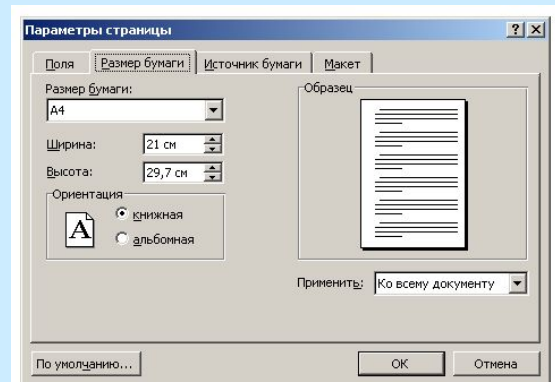 Параметры страницы
Поля Размер бумаги Источник бумаги Макет
Размер бумаги:
A4
Ширина: 21 см
Высота: 29,7 см
Ориентация
A
книжная
альбомная
Образец
Применить: Ко всему документу
По умолчанию... ОК Отмена